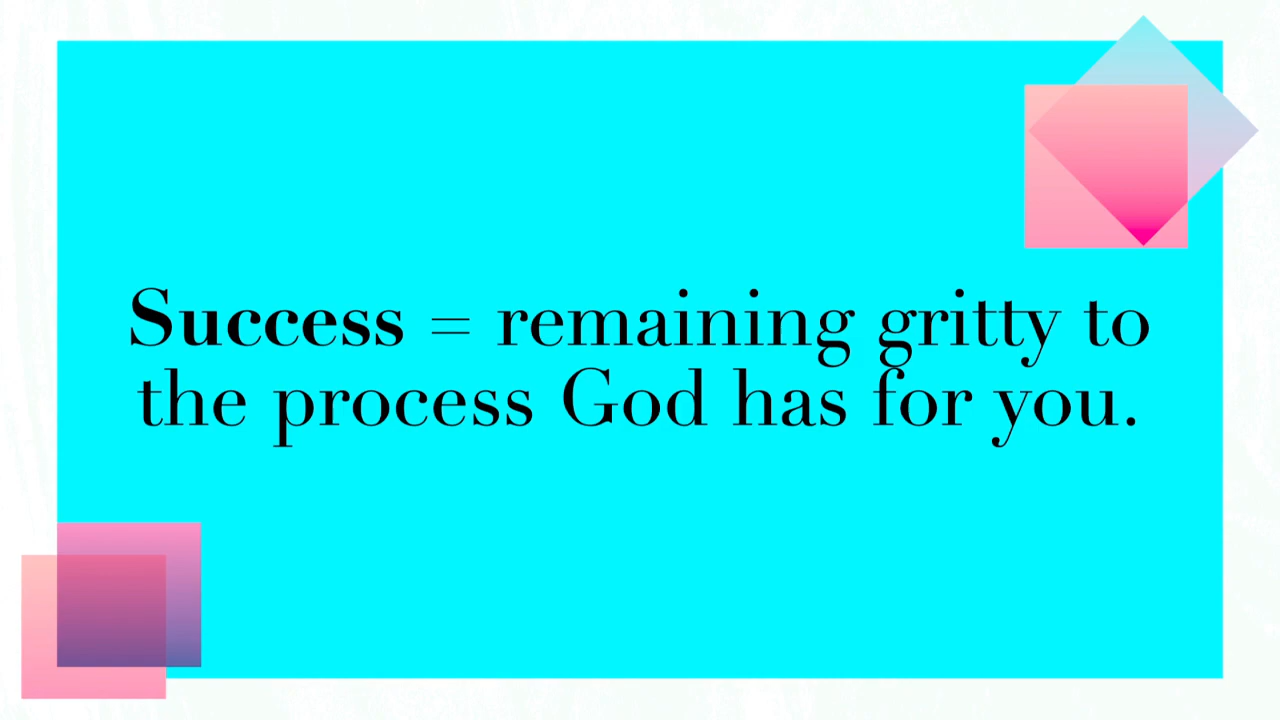 Success = remaining gritty to
the process God has for you.